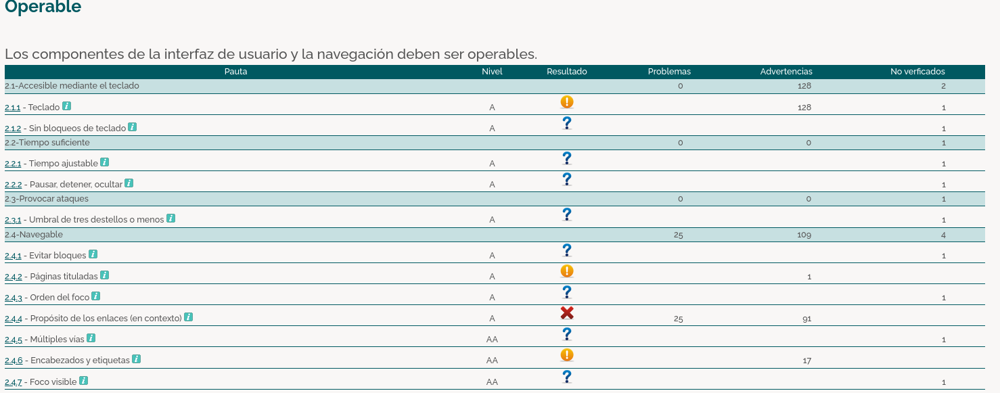 Operable
Los componentes de la interfaz de usuario y la navegación deben ser operables.
Pauta Nivel Resultado Problemas Advertencias No verficados
2.1-Accesible mediante el teclado 0 128 2
2.1.1 - Teclado i A ! 128 1
2.1.2 - Sin bloqueos de teclado i A ? 1
2.2-Tiempo suficiente 0 0 1
2.2.1 - Tiempo ajustable i A ? 1
2.2.2 - Pausar, detener, ocultar i A ? 1
2.3-Provocar ataques 0 0 1
2.3.1 - Umbral de tres destellos o menos i A ? 1
2.4-Navegable 25 109 4
2.4.1 - Evitar bloques i A ? 1
2.4.2 - Páginas tituladas i A ! 1
2.4.3 - Orden del foco i A ? 1
2.4.4 - Propósito de los enlaces (en contexto) i A 25 91
2.4.5 - Múltiples vías i AA ? 1
2.4.6 - Encabezados y etiquetas i AA ! 17
2.4.7 - Foco visible i AA ? 1